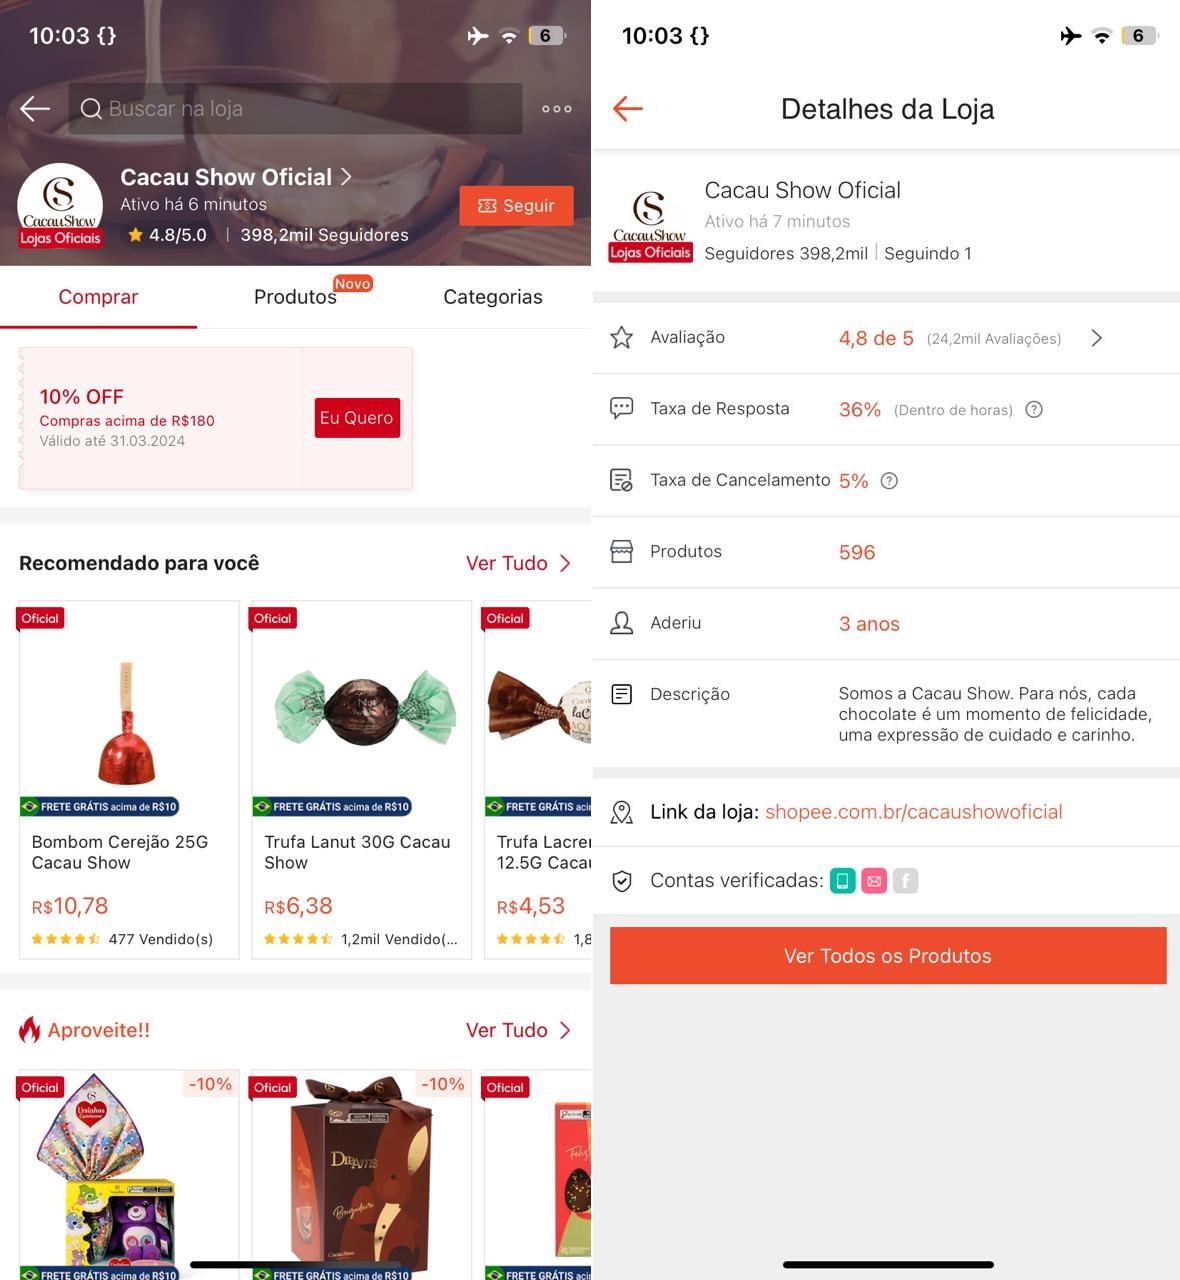 10:03 {}
6
Buscar na loja
Cacau Show Oficial
Ativo há 6 minutos
4.8/5.0 | 398,2mil Seguidores
Seguir
CacauShow
Lojas Oficiais
Comprar
Produtos
Novo
Categorias
10% OFF
Compras acima de R$180
Válido até 31.03.2024
Eu Quero
Recomendado para você
Ver Tudo
Oficial
FRETE GRÁTIS acima de R$10
Bombom Cerejão 25G
Cacau Show
R$10,78
477 Vendido(s)
Oficial
FRETE GRÁTIS acima de R$10
Trufa Lanut 30G Cacau
Show
R$6,38
1,2mil Vendido(...
Oficial
FRETE GRÁTIS aci
Trufa Lacre
12.5G Caca
R$4,53
1,8
Aproveite!!
Ver Tudo
Oficial
-10%
Ursinhos
Carinhosos
FRETE GRÁTIS acima de R$10
Oficial
-10%
Dreams
Brigadeiro
CacauShow
FRETE GRÁTIS acima de R$10
Oficial
Feliz
FRETE GRÁTIS aci
10:03 {}
6
Detalhes da Loja
CacauShow
Lojas Oficiais
Cacau Show Oficial
Ativo há 7 minutos
Seguidores 398,2mil | Seguindo 1
Avaliação 4,8 de 5 (24,2mil Avaliações)
Taxa de Resposta 36% (Dentro de horas) ?
Taxa de Cancelamento 5% ?
Produtos 596
Aderiu 3 anos
Descrição Somos a Cacau Show. Para nós, cada
chocolate é um momento de felicidade,
uma expressão de cuidado e carinho.
Link da loja: shopee.com.br/cacaushowoficial
Contas verificadas:
Ver Todos os Produtos